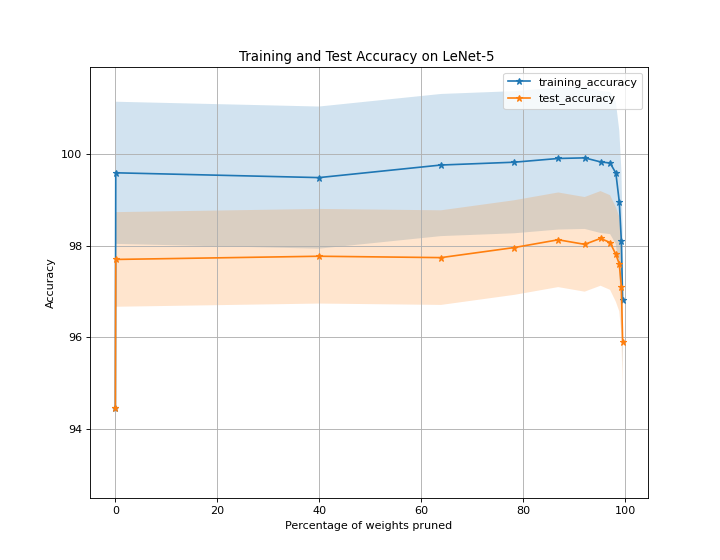 Training and Test Accuracy on LeNet-5
training_accuracy
test_accuracy
100
98
96
94
Accuracy
0
20
40
60
80
100
Percentage of weights pruned